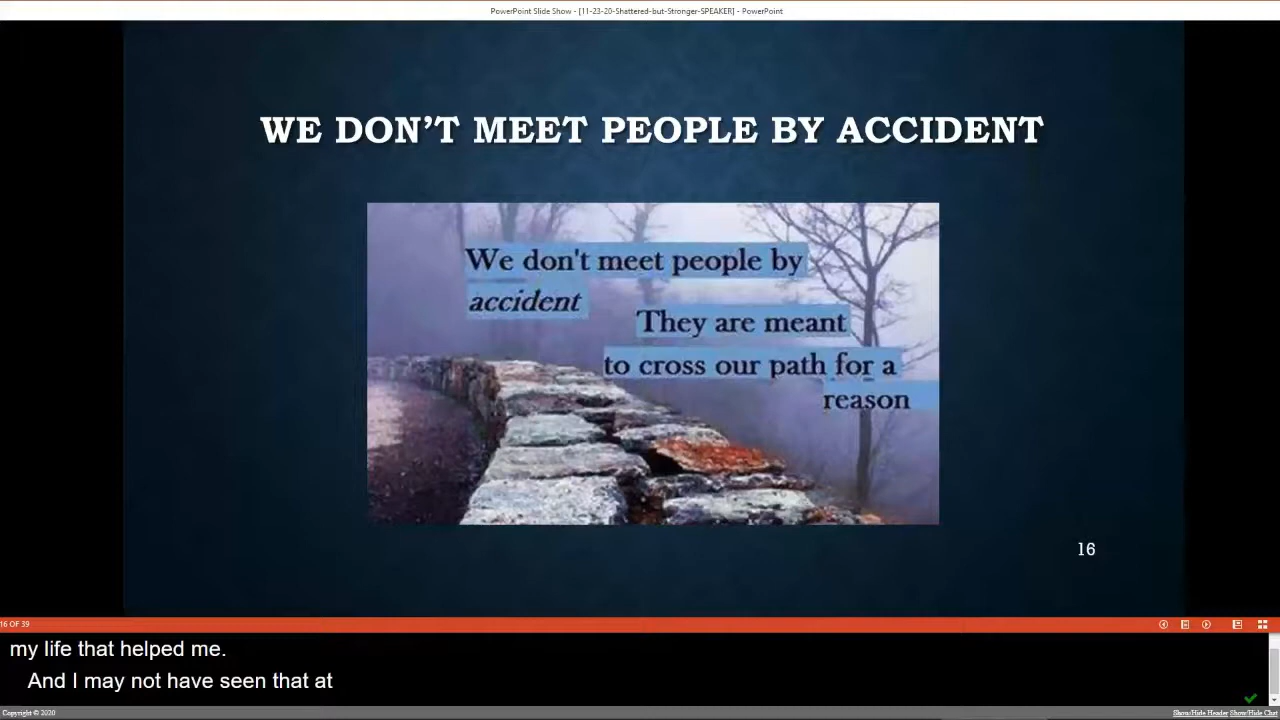 PowerPoint Slide Show - [11-23-20-Shattered-but-Stronger-SPEAKER] - PowerPoint
WE DON’T MEET PEOPLE BY ACCIDENT
We don't meet people by
accident
They are meant
to cross our path for a
reason
16
16 OF 39
my life that helped me.
And I may not have seen that at
Copyright © 2020
Show/Hide Header Show/Hide Chat